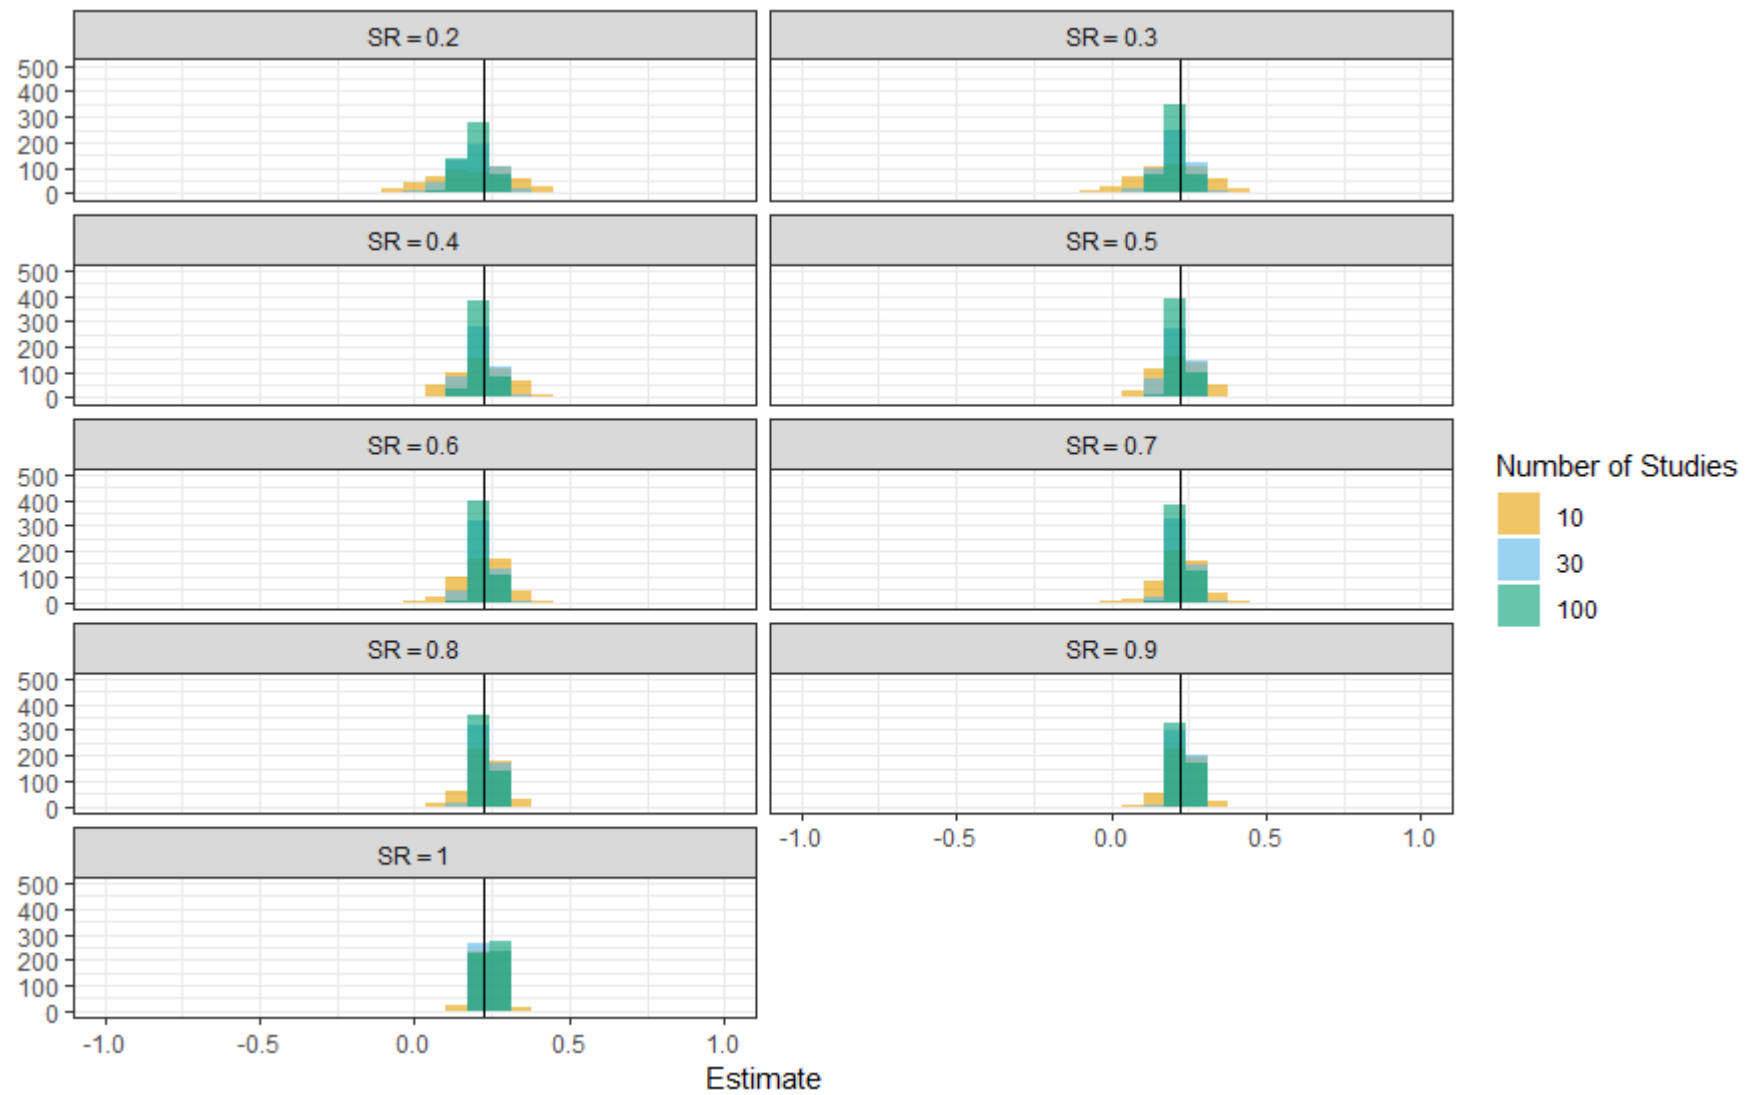 SR = 0.2
SR = 0.3
500
400
300
200
100
0
SR = 0.4
SR = 0.5
500
400
300
200
100
0
SR = 0.6
SR = 0.7
500
400
300
200
100
0
Number of Studies
10
30
100
SR = 0.8
SR = 0.9
500
400
300
200
100
0
-1.0 -0.5 0.0 0.5 1.0
SR = 1
500
400
300
200
100
0
-1.0 -0.5 0.0 0.5 1.0
Estimate